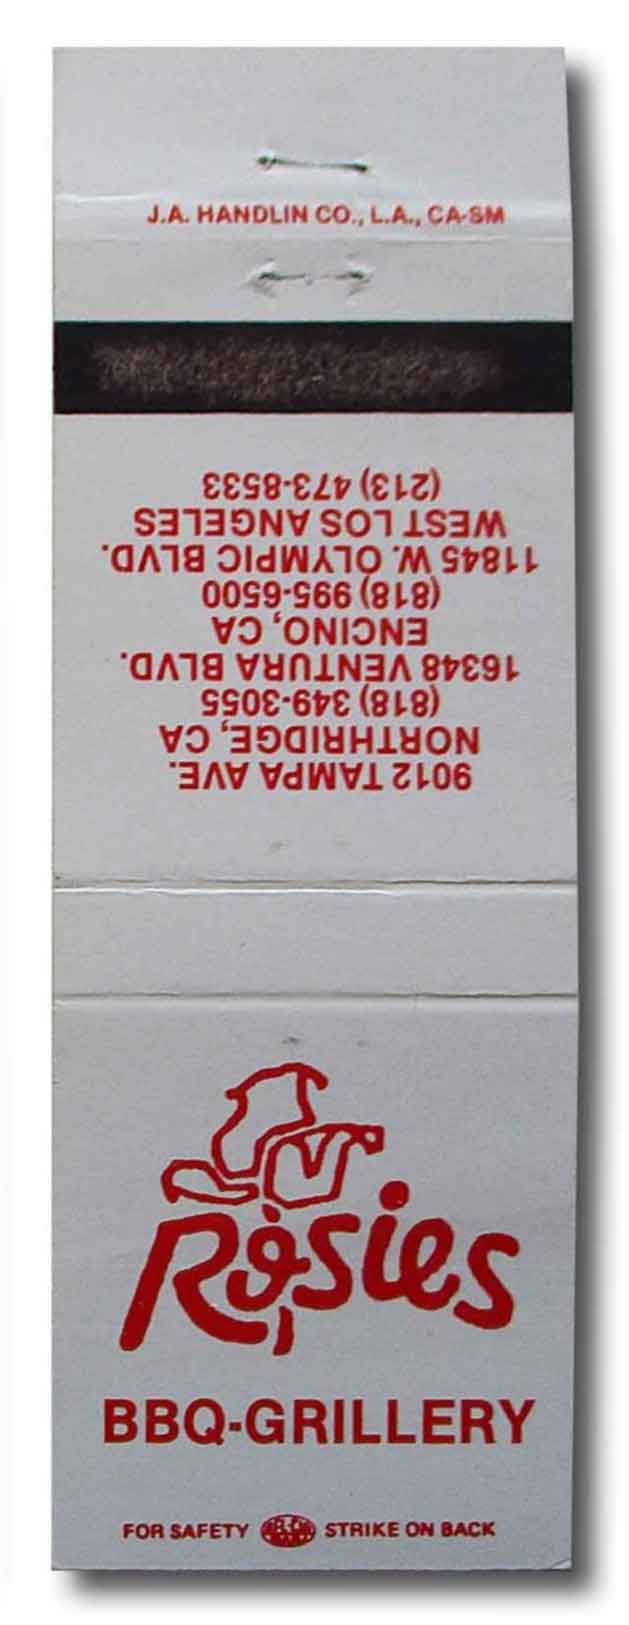 J.A. HANDLIN CO., L.A., CA-SM
9012 TAMPA AVE.
NORTHRIDGE, CA
(818) 349-3055
16348 VENTURA BLVD.
ENCINO, CA
(818) 995-6500
11845 W. OLYMPIC BLVD.
WEST LOS ANGELES
(213) 473-8533
Rosies
BBQ-GRILLERY
FOR SAFETY STRIKE ON BACK